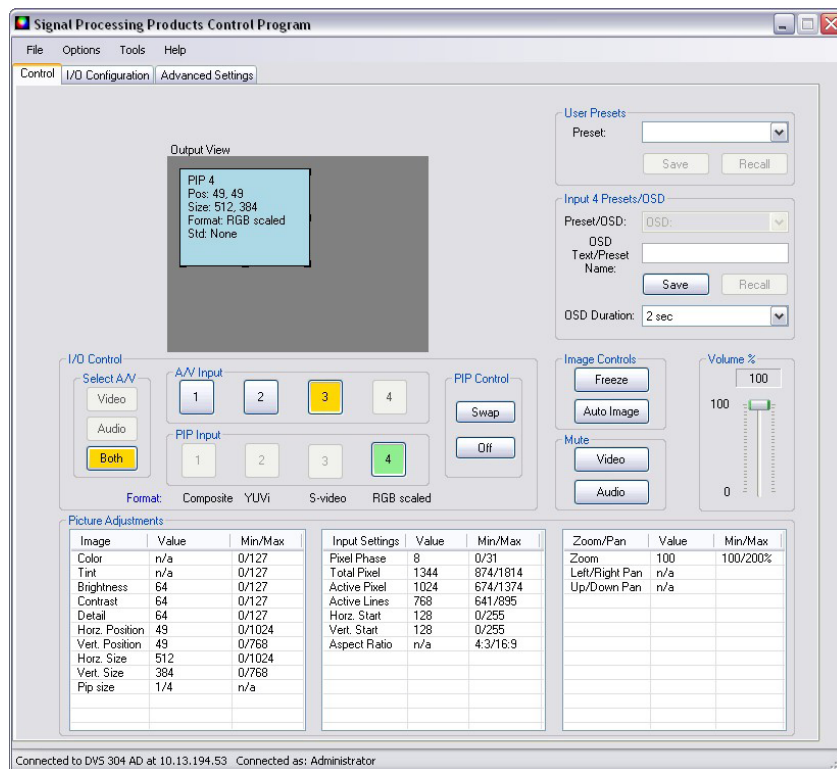 Signal Processing Products Control Program
File Options Tools Help
Control I/O Configuration Advanced Settings
Output View
PIP 4
Pos: 49, 49
Size: 512, 384
Format: RGB scaled
Std: None
User Presets
Preset:
Save Recall
Input 4 Presets/OSD
Preset/OSD: OSD:
OSD
Text/Preset
Name:
Save Recall
OSD Duration: 2 sec
I/O Control
Select A/V
Video
Audio
Both
A/V Input
1 2 3 4
PIP Input
1 2 3 4
Format: Composite YUVi S-video RGB scaled
PIP Control
Swap
Off
Image Controls
Freeze
Auto Image
Mute
Video
Audio
Volume %
100
100
0
Picture Adjustments
Image Value Min/Max
Color n/a 0/127
Tint n/a 0/127
Brightness 64 0/127
Contrast 64 0/127
Detail 64 0/127
Horz. Position 49 0/1024
Vert. Position 49 0/768
Horz. Size 512 0/1024
Vert. Size 384 0/768
Pip size 1/4 n/a
Input Settings Value Min/Max
Pixel Phase 8 0/31
Total Pixel 1344 874/1814
Active Pixel 1024 674/1374
Active Lines 768 641/895
Horz. Start 128 0/255
Vert. Start 128 0/255
Aspect Ratio n/a 4:3/16:9
Zoom/Pan Value Min/Max
Zoom 100 100/200%
Left/Right Pan n/a
Up/Down Pan n/a
Connected to DVS 304 AD at 10.13.194.53 Connected as: Administrator